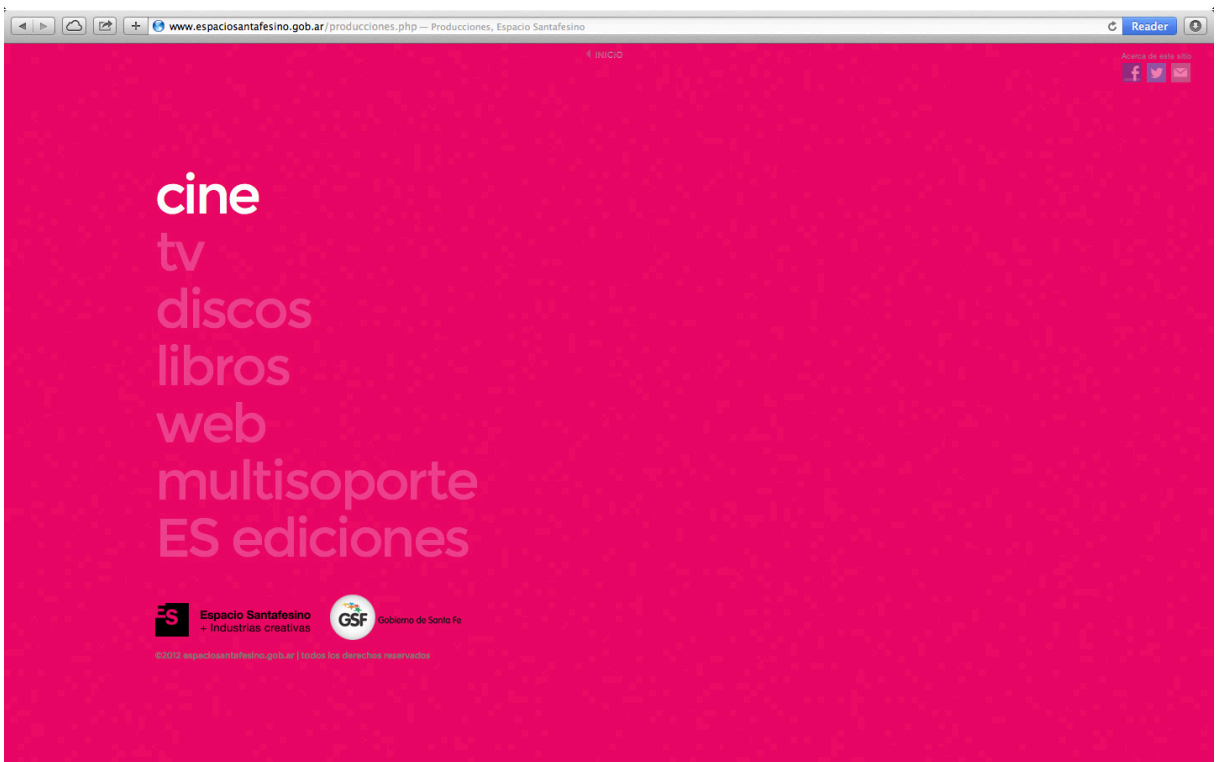 www.espaciosantafesino.gob.ar/producciones.php — Producciones, Espacio Santafesino
Reader
INICIO
Acerca de este sitio
cine
tv
discos
libros
web
multisoporte
ES ediciones
ES
Espacio Santafesino
+ Industrias creativas
GSF
Gobierno de Santa Fe
©2012 espaciosantafesino.gob.ar | todos los derechos reservados